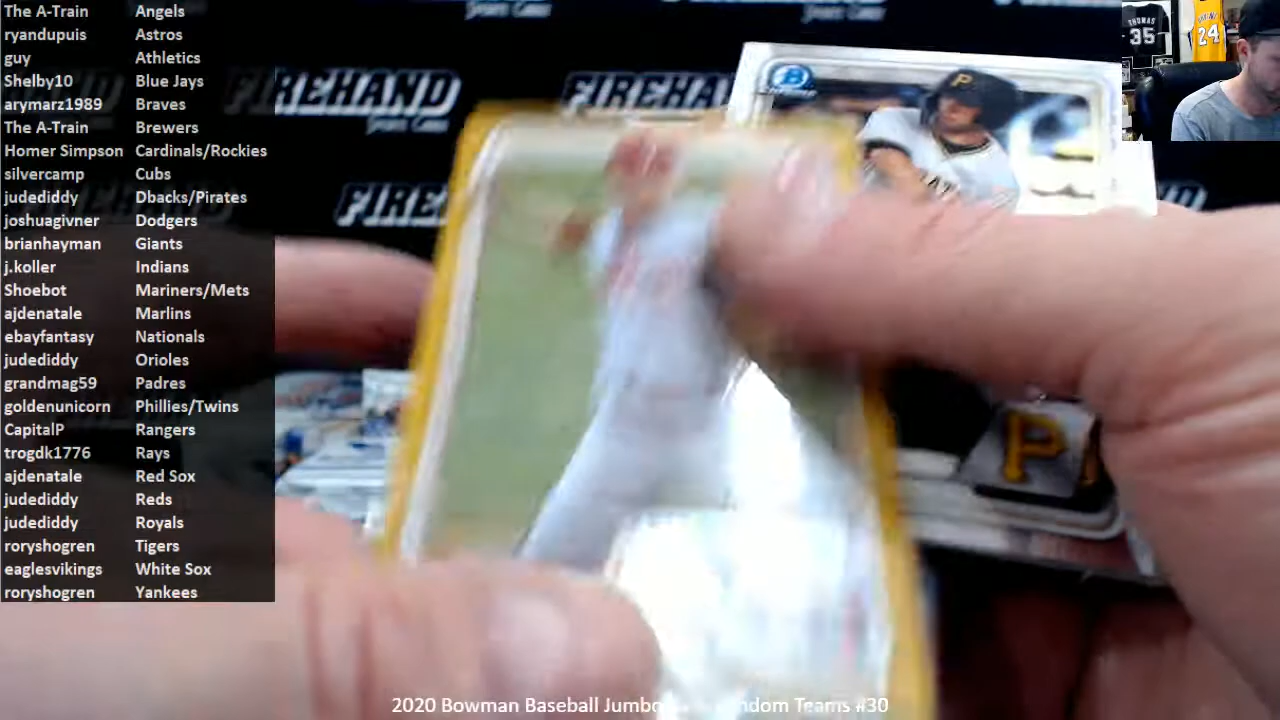 The A-Train Angels
ryandupuis Astros
guy Athletics
Shelby10 Blue Jays
arymarz1989 Braves
The A-Train Brewers
Homer Simpson Cardinals/Rockies
silvercamp Cubs
judediddy Dbacks/Pirates
joshuagivner Dodgers
brianhayman Giants
j.koller Indians
Shoebot Mariners/Mets
ajdenatale Marlins
ebayfantasy Nationals
judediddy Orioles
grandmag59 Padres
goldenunicorn Phillies/Twins
CapitalP Rangers
trogdk1776 Rays
ajdenatale Red Sox
judediddy Reds
judediddy Royals
roryshogren Tigers
eaglesvikings White Sox
roryshogren Yankees
FIREHAND
FIREHAND
FIRE
THOMAS
35
24
B
P
P
2020 Bowman Baseball Jumbo Teams #30